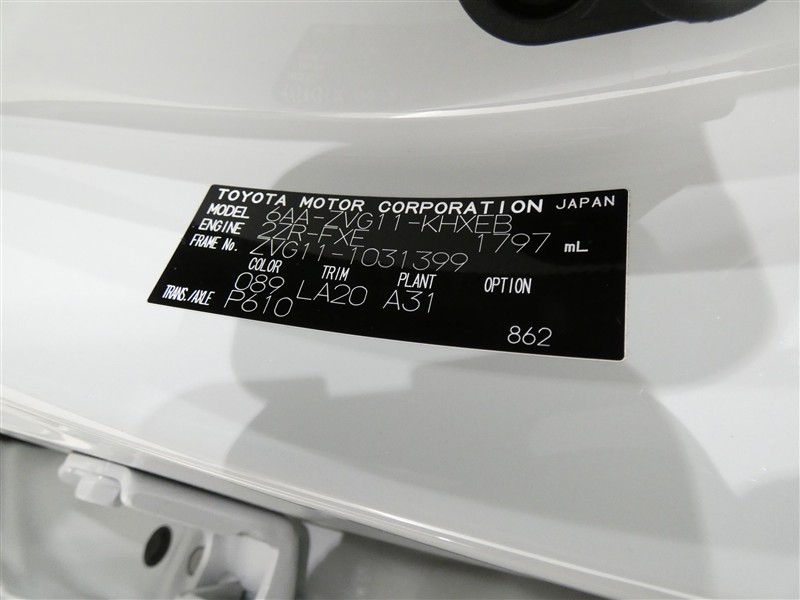 TOYOTA MOTOR CORPORATION JAPAN
MODEL 6AA-ZVG11-KHXEB
ENGINE 2ZR-FXE 1797 mL
FRAME No. ZVG11-1031399
COLOR TRIM PLANT OPTION
089 LA20 A31
TRANS./AXLE P610
862